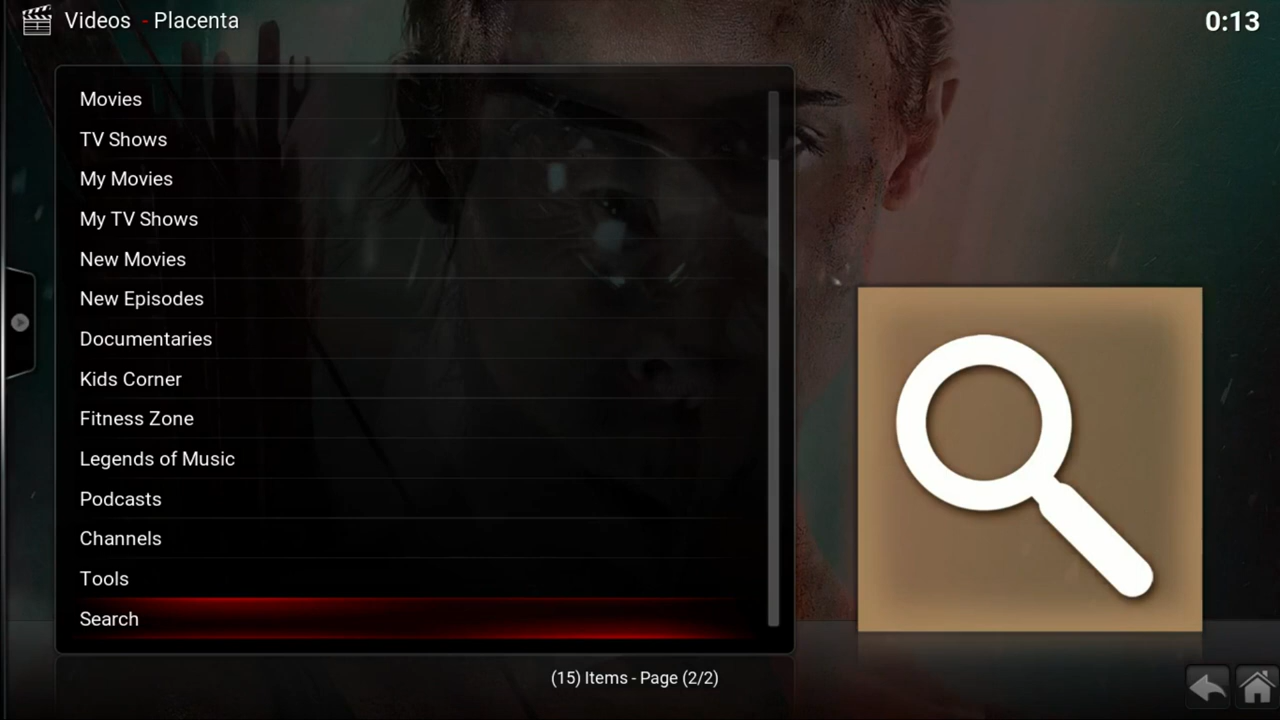 Videos - Placenta
0:13
Movies
TV Shows
My Movies
My TV Shows
New Movies
New Episodes
Documentaries
Kids Corner
Fitness Zone
Legends of Music
Podcasts
Channels
Tools
Search
(15) Items - Page (2/2)